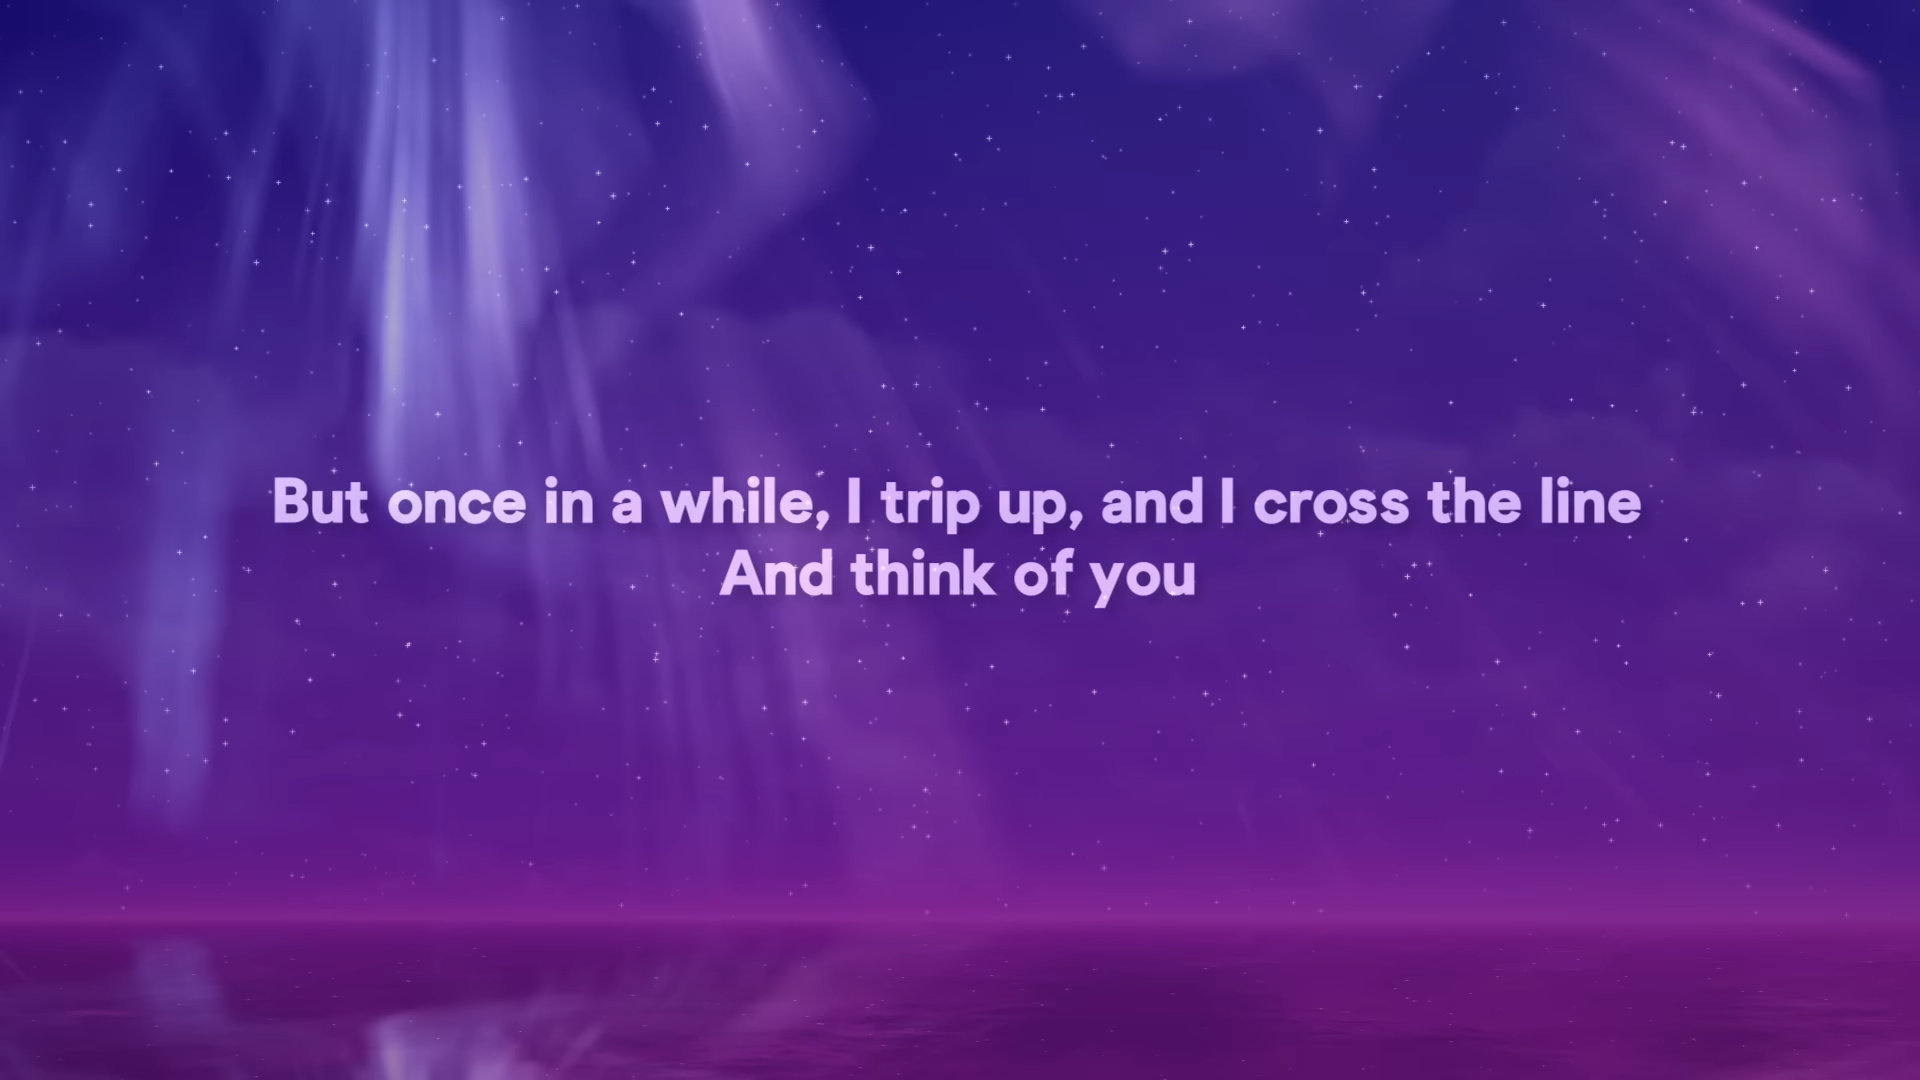 But once in a while, I trip up, and I cross the line
And think of you